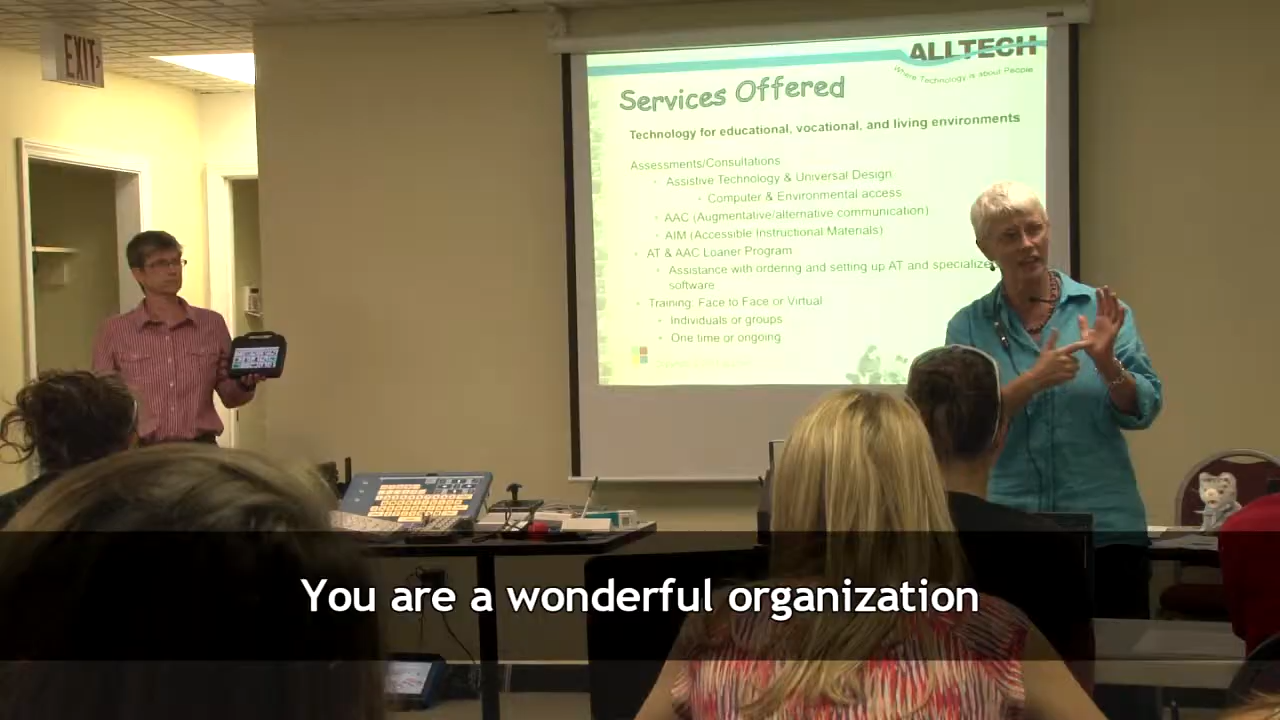 EXIT
ALLTECH
Where Technology is about People
Services Offered
Technology for educational, vocational, and living environments
Assessments/Consultations
Assistive Technology & Universal Design
Computer & Environmental access
AAC (Augmentative/alternative communication)
AIM (Accessible Instructional Materials)
AT & AAC Loaner Program
Assistance with ordering and setting up AT and specialize
software
Training: Face to Face or Virtual
Individuals or groups
One time or ongoing
You are a wonderful organization